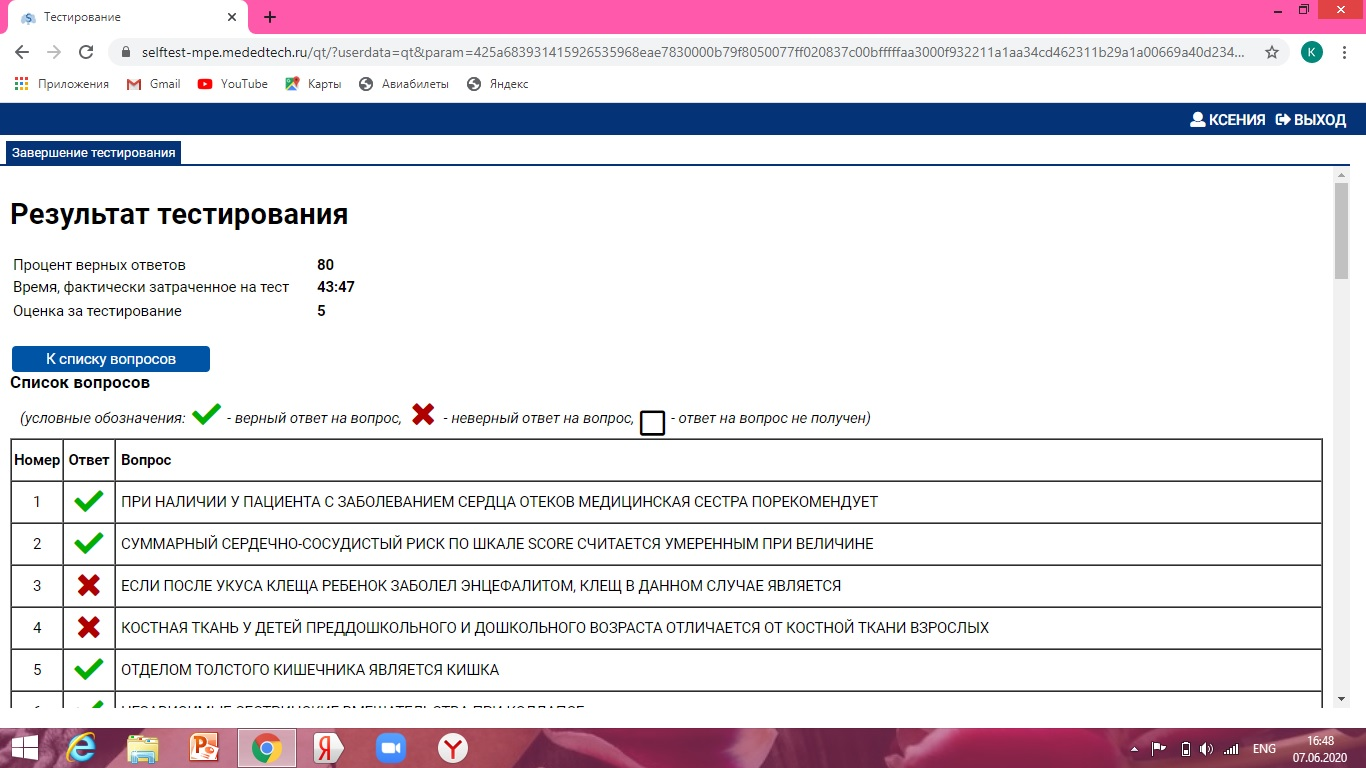 Тестирование
selftest-mpe.mededtech.ru/qt/?userdata=qt&param=425a683931415926535968eae7830000b79f8050077ff020837c00bfffffaa3000f932211a1aa34cd462311b29a1a00669a40d234...
K
Приложения Gmail YouTube Карты Авиабилеты Яндекс
КСЕНИЯ ВЫХОД
Завершение тестирования
Результат тестирования
Процент верных ответов 80
Время, фактически затраченное на тест 43:47
Оценка за тестирование 5
К списку вопросов
Список вопросов
(условные обозначения: - верный ответ на вопрос, - неверный ответ на вопрос, - ответ на вопрос не получен)
Номер Ответ Вопрос
1 ПРИ НАЛИЧИИ У ПАЦИЕНТА С ЗАБОЛЕВАНИЕМ СЕРДЦА ОТЕКОВ МЕДИЦИНСКАЯ СЕСТРА ПОРЕКОМЕНДУЕТ
2 СУММАРНЫЙ СЕРДЕЧНО-СОСУДИСТЫЙ РИСК ПО ШКАЛЕ SCORE СЧИТАЕТСЯ УМЕРЕННЫМ ПРИ ВЕЛИЧИНЕ
3 ЕСЛИ ПОСЛЕ УКУСА КЛЕЩА РЕБЕНОК ЗАБОЛЕЛ ЭНЦЕФАЛИТОМ, КЛЕЩ В ДАННОМ СЛУЧАЕ ЯВЛЯЕТСЯ
4 КОСТНАЯ ТКАНЬ У ДЕТЕЙ ПРЕДДОШКОЛЬНОГО И ДОШКОЛЬНОГО ВОЗРАСТА ОТЛИЧАЕТСЯ ОТ КОСТНОЙ ТКАНИ ВЗРОСЛЫХ
5 ОТДЕЛОМ ТОЛСТОГО КИШЕЧНИКА ЯВЛЯЕТСЯ КИШКА
ENG
16:48
07.06.2020